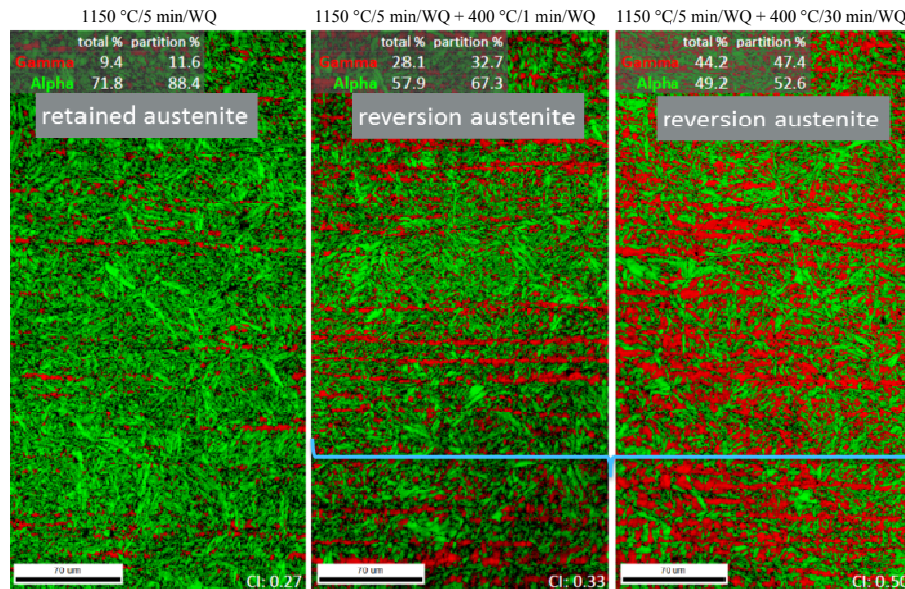 1150 °C/5 min/WQ
total % partition %
Gamma 9.4 11.6
Alpha 71.8 88.4
retained austenite
70 um
CI: 0.27
1150 °C/5 min/WQ + 400 °C/1 min/WQ
total % partition %
Gamma 28.1 32.7
Alpha 57.9 67.3
reversion austenite
70 um
CI: 0.33
1150 °C/5 min/WQ + 400 °C/30 min/WQ
total % partition %
Gamma 44.2 47.4
Alpha 49.2 52.6
reversion austenite
70 um